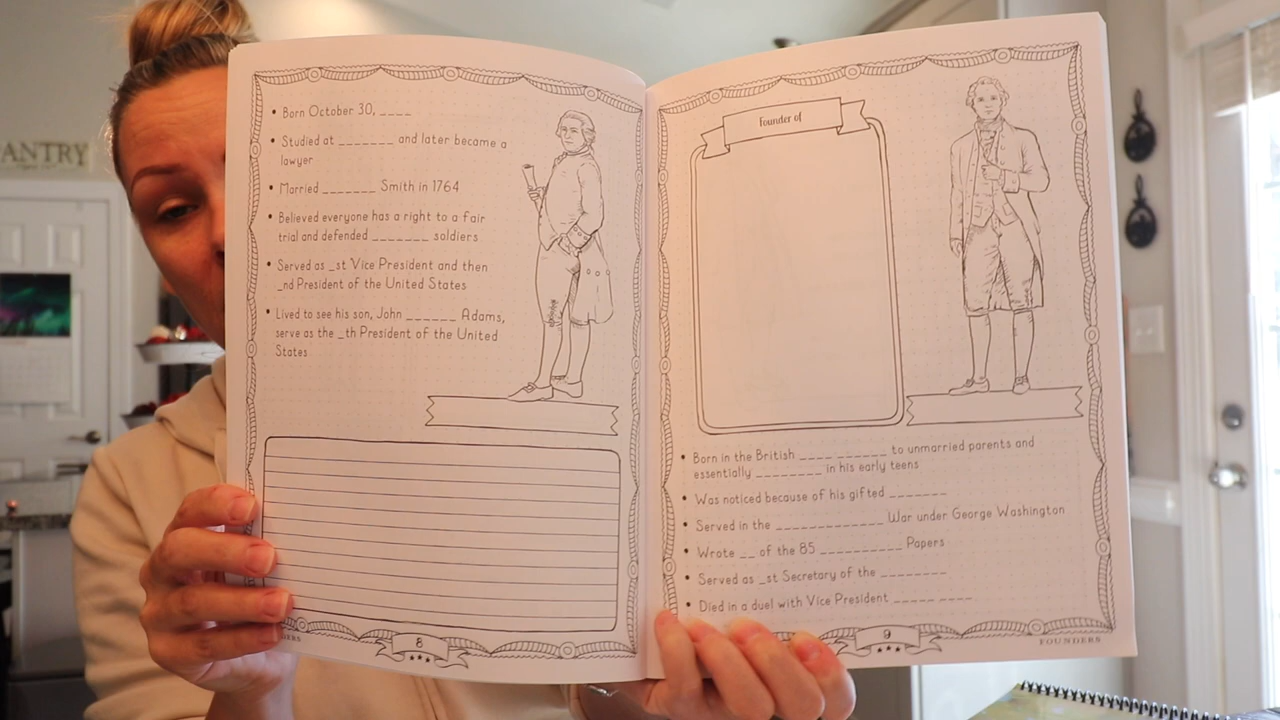 ANTRY
Born October 30, ____
Studied at _______ and later became a
lawyer
Married _______ Smith in 1764
Believed everyone has a right to a fair
trial and defended _______ soldiers
Served as _st Vice President and then
_nd President of the United States
Lived to see his son, John ______ Adams,
serve as the _th President of the United
States
8
Founder of
Born in the British ____ ______ to unmarried parents and
essentially ________ in his early teens
Was noticed because of his gifted _______
Served in the _____________ War under George Washington
Wrote __ of the 85 __________ Papers
Served as _st Secretary of the ________
Died in a duel with Vice President _____ ____
9
FOUNDERS